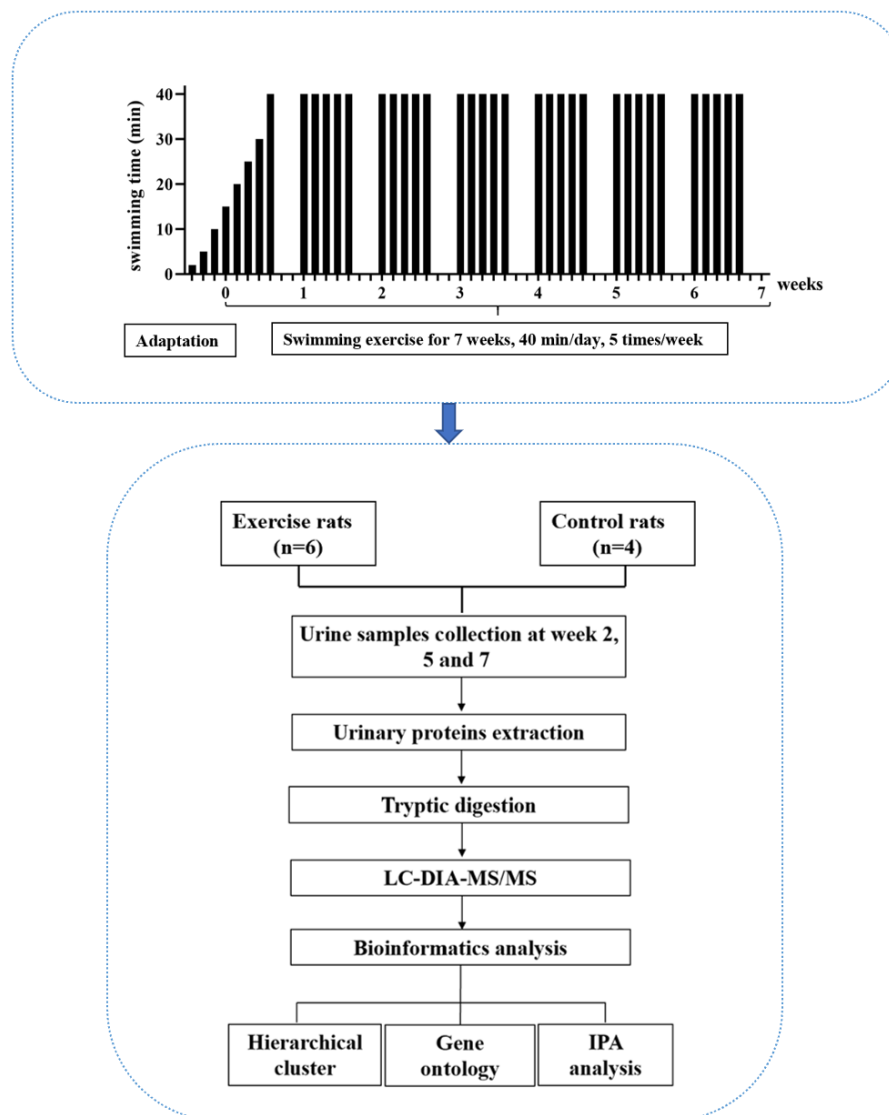 40
30
20
10
0
swimming time (min)
0 1 2 3 4 5 6 7 weeks
Adaptation
Swimming exercise for 7 weeks, 40 min/day, 5 times/week
Exercise rats
(n=6)
Control rats
(n=4)
Urine samples collection at week 2,
5 and 7
Urinary proteins extraction
Tryptic digestion
LC-DIA-MS/MS
Bioinformatics analysis
Hierarchical
cluster
Gene
ontology
IPA
analysis